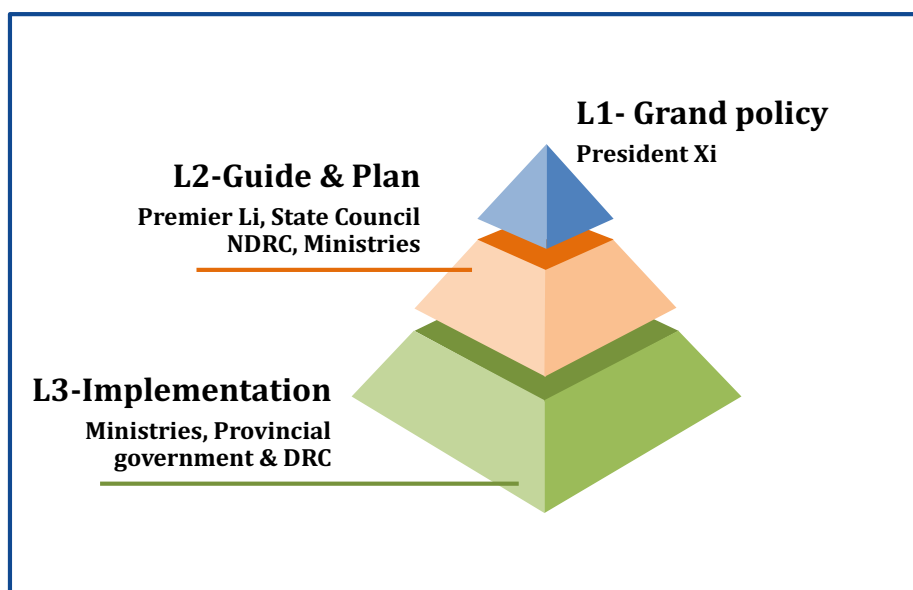 L1- Grand policy
President Xi
L2-Guide & Plan
Premier Li, State Council
NDRC, Ministries
L3-Implementation
Ministries, Provincial
government & DRC